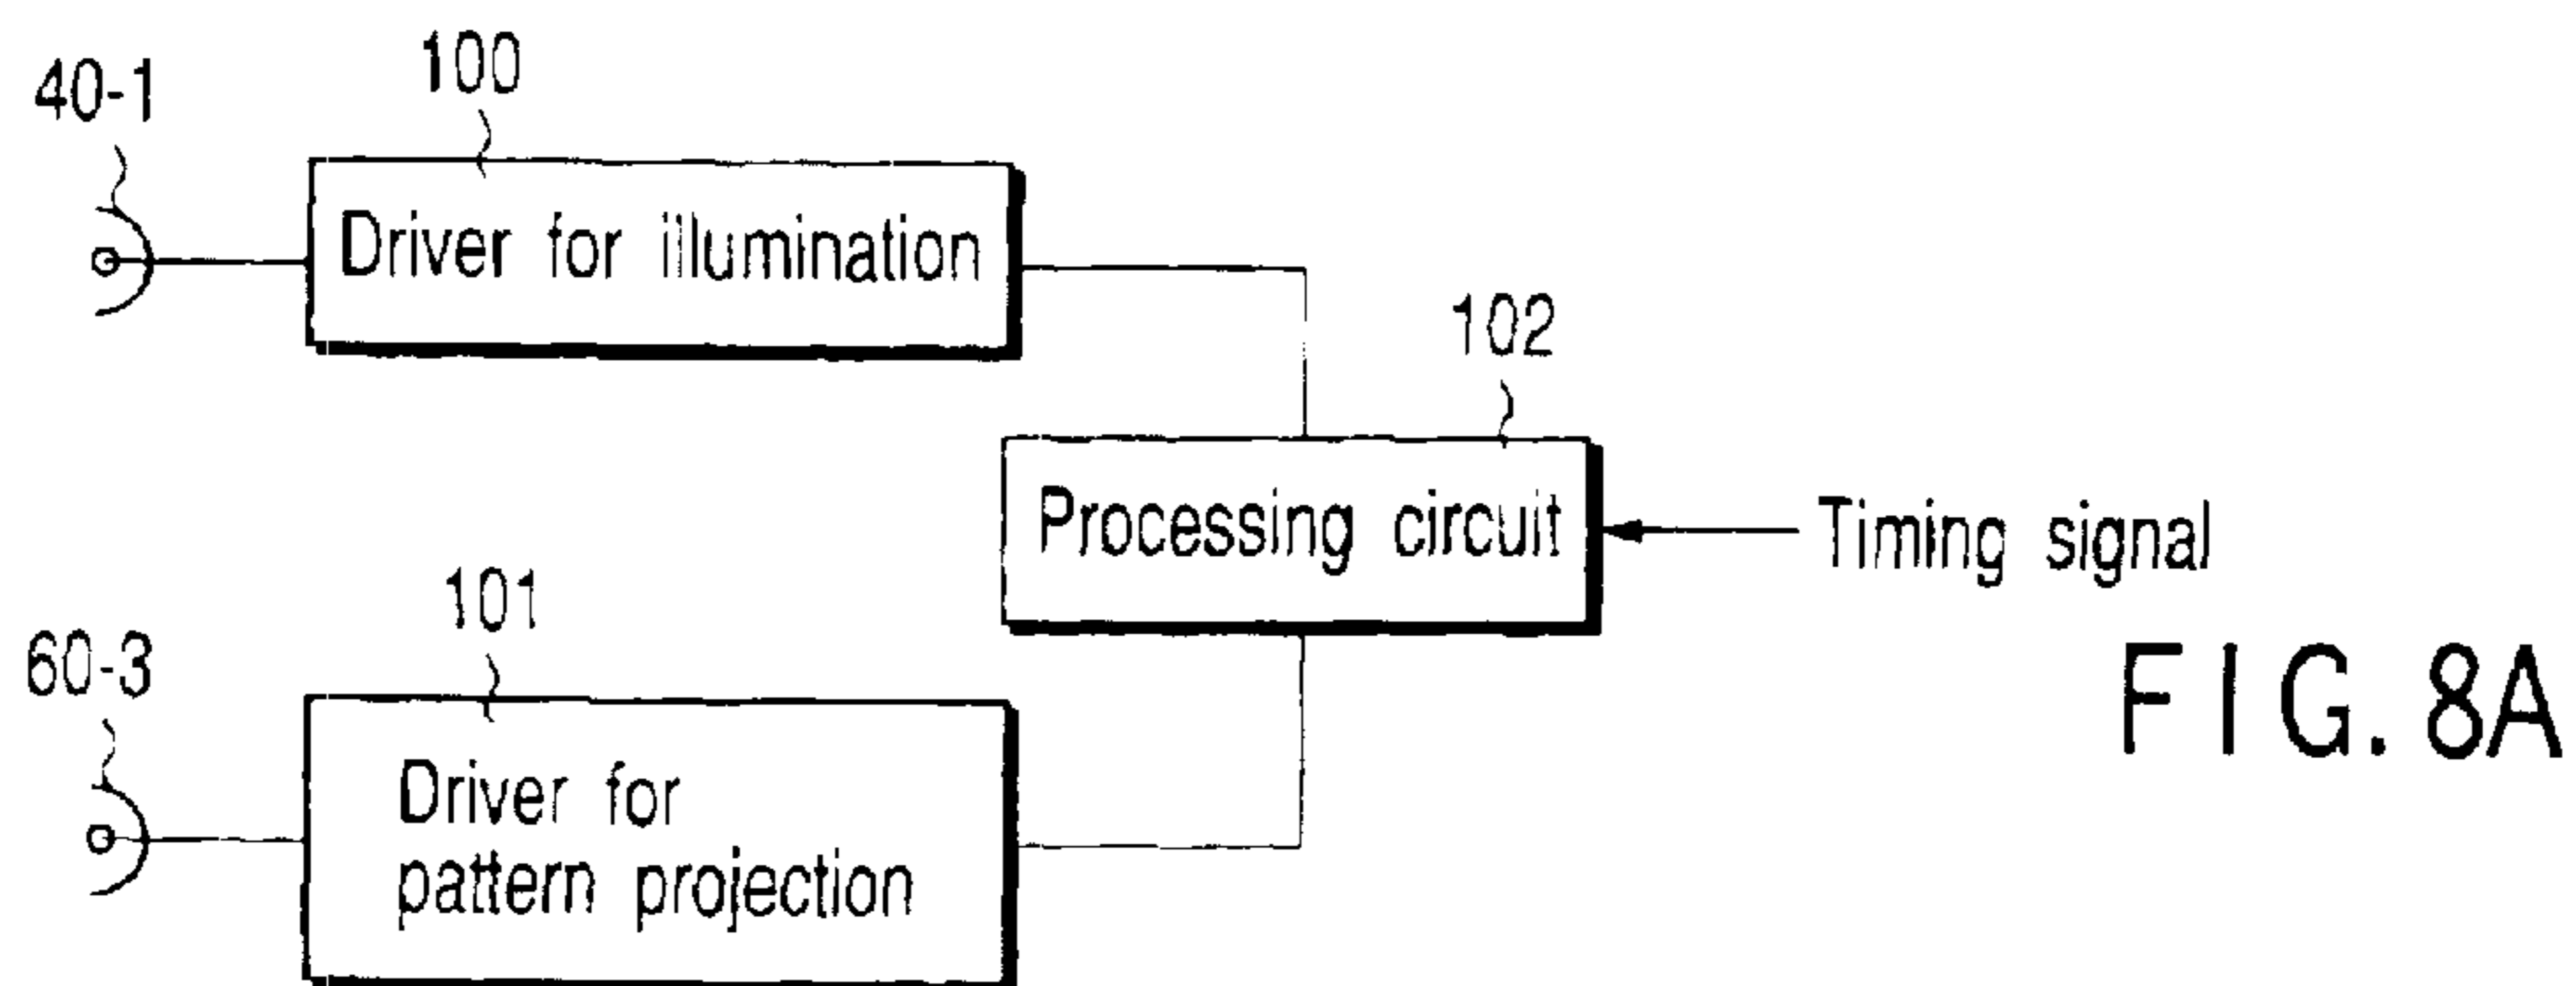 100
40-1
Driver for illumination
102
Processing circuit
Timing signal
101
60-3
Driver for
pattern projection
FIG. 8A